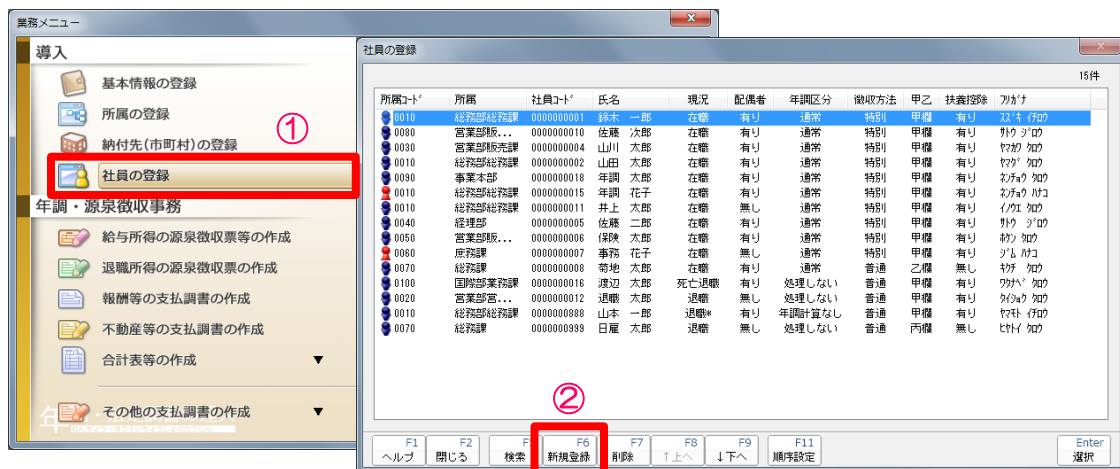 業務メニュー
導入
基本情報の登録
所属の登録
①
納付先(市町村)の登録
社員の登録
年調・源泉徴収事務
給与所得の源泉徴収票等の作成
退職所得の源泉徴収票の作成
報酬等の支払調書の作成
不動産等の支払調書の作成
合計表等の作成 ▼
その他の支払調書の作成 ▼
社員の登録
15件
所属ｺｰﾄﾞ 所属 社員ｺｰﾄﾞ 氏名 現況 配偶者 年調区分 徴収方法 甲乙 扶養控除 ﾌﾘｶﾞﾅ
0010 総務部総務課 0000000001 鈴木 一郎 在職 有り 通常 特別 甲欄 有り ｽｽﾞｷ ｲﾁﾛｳ
0080 営業部販... 0000000010 佐藤 次郎 在職 有り 通常 特別 甲欄 有り ｻﾄｳ ｼﾞﾛｳ
0030 営業部販売課 0000000004 山川 太郎 在職 有り 通常 特別 甲欄 有り ﾔﾏｶﾜ ﾀﾛｳ
0010 総務部総務課 0000000002 山田 太郎 在職 有り 通常 特別 甲欄 有り ﾔﾏﾀﾞ ﾀﾛｳ
0090 事業本部 0000000018 年調 太郎 在職 有り 通常 特別 甲欄 有り ﾈﾝﾁｮｳ ﾀﾛｳ
0010 総務部総務課 0000000015 年調 花子 在職 有り 通常 特別 甲欄 有り ﾈﾝﾁｮｳ ﾊﾅｺ
0010 総務部総務課 0000000011 井上 太郎 在職 無し 通常 特別 甲欄 有り ｲﾉｳｴ ﾀﾛｳ
0040 経理部 0000000005 佐藤 二郎 在職 有り 通常 特別 甲欄 有り ｻﾄｳ ｼﾞﾛｳ
0050 営業部販... 0000000006 保険 太郎 在職 有り 通常 特別 甲欄 有り ﾎｹﾝ ﾀﾛｳ
0060 庶務課 0000000007 事務 花子 在職 無し 通常 特別 甲欄 有り ｼﾞﾑ ﾊﾅｺ
0070 総務課 0000000008 菊地 太郎 在職 有り 通常 普通 乙欄 無し ｷｸﾁ ﾀﾛｳ
0100 国際部業務課 0000000016 渡辺 太郎 死亡退職 有り 処理しない 普通 甲欄 有り ﾜﾀﾅﾍﾞ ﾀﾛｳ
0020 営業部営... 0000000012 退職 太郎 退職 無し 処理しない 普通 甲欄 有り ﾀｲｼｮｸ ﾀﾛｳ
0010 総務部総務課 0000000888 山本 一郎 退職* 有り 年調計算なし 普通 甲欄 有り ﾔﾏﾓﾄ ｲﾁﾛｳ
0070 総務課 0000000999 日雇 太郎 退職 無し 処理しない 普通 丙欄 無し ﾋﾔﾄｲ ﾀﾛｳ
②
F1 F2 F6 F7 F8 F9 F11 Enter
ヘルプ 閉じる 検索 新規登録 削除 ↑上へ ↓下へ 順序設定 選択